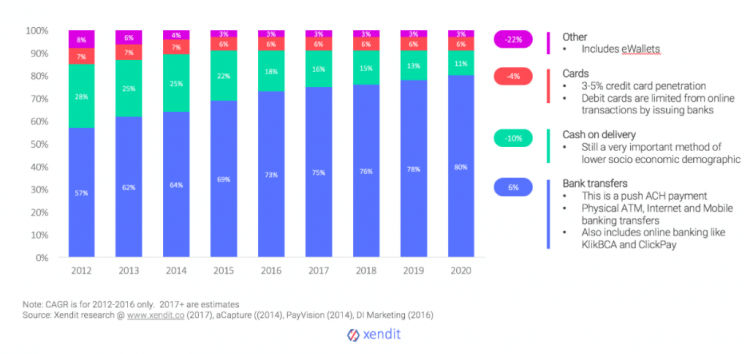 100%
90%
80%
70%
60%
50%
40%
30%
20%
10%
0%
8% 6% 4% 3% 3% 3% 3% 3% 3%
7% 7% 7% 6% 6% 6% 6% 6% 6%
28% 25% 25% 22% 18% 16% 15% 13% 11%
57% 62% 64% 69% 73% 75% 76% 78% 80%
2012 2013 2014 2015 2016 2017 2018 2019 2020
-22% Other
• Includes eWallets
-4% Cards
• 3-5% credit card penetration
• Debit cards are limited from online
transactions by issuing banks
-10% Cash on delivery
• Still a very important method of
lower socio economic demographic
6% Bank transfers
• This is a push ACH payment
• Physical ATM, Internet and Mobile
banking transfers
• Also includes online banking like
KlikBCA and ClickPay
Note: CAGR is for 2012-2016 only. 2017+ are estimates
Source: Xendit research @ www.xendit.co (2017), aCapture ((2014), PayVision (2014), DI Marketing (2016)
xendit